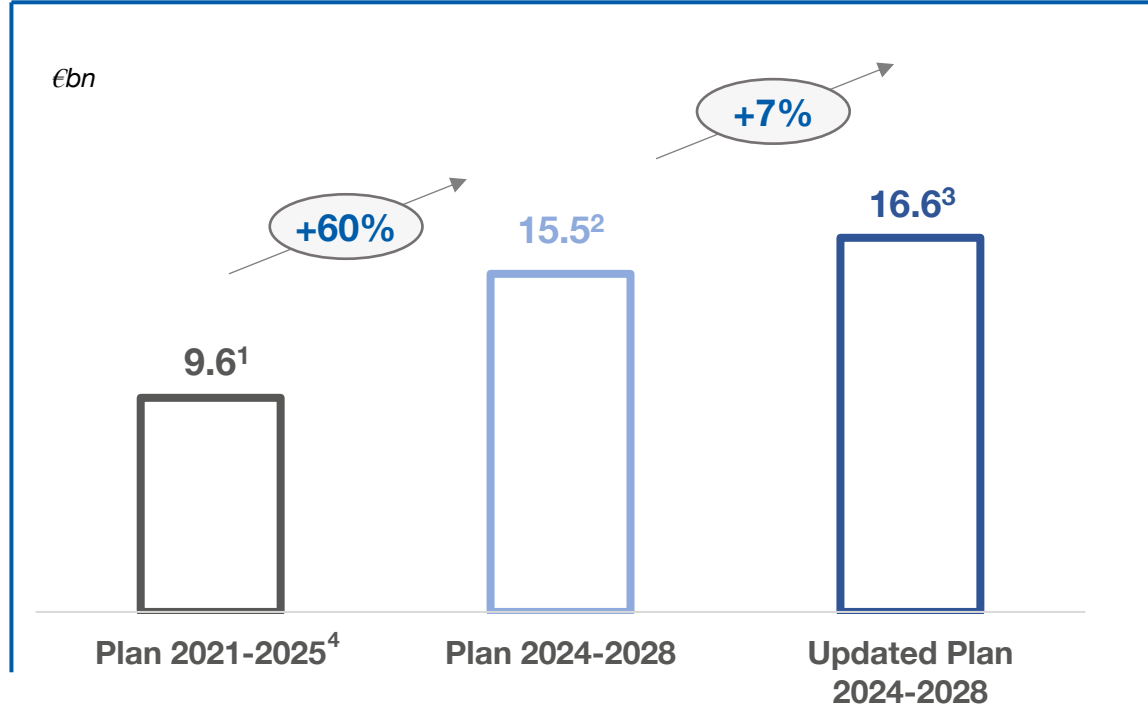 €bn
+7%
+60%
16.6³
15.5²
9.6¹
Plan 2021-2025⁴
Plan 2024-2028
Updated Plan
2024-2028